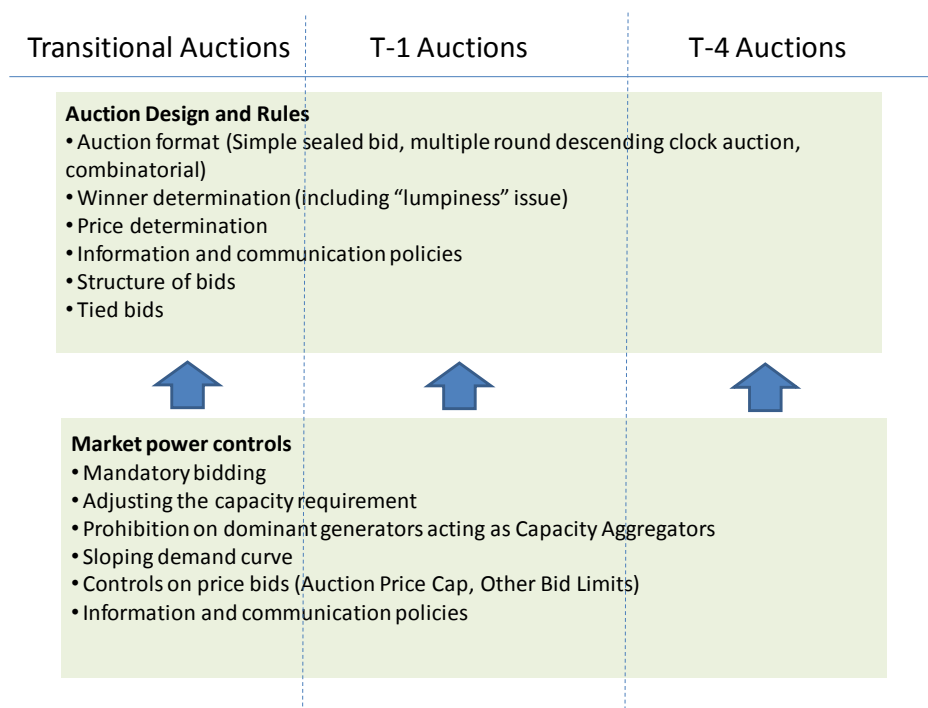 Transitional Auctions
T-1 Auctions
T-4 Auctions
Auction Design and Rules
• Auction format (Simple sealed bid, multiple round descending clock auction,
combinatorial)
• Winner determination (including “lumpiness” issue)
• Price determination
• Information and communication policies
• Structure of bids
• Tied bids
Market power controls
• Mandatory bidding
• Adjusting the capacity requirement
• Prohibition on dominant generators acting as Capacity Aggregators
• Sloping demand curve
• Controls on price bids (Auction Price Cap, Other Bid Limits)
• Information and communication policies